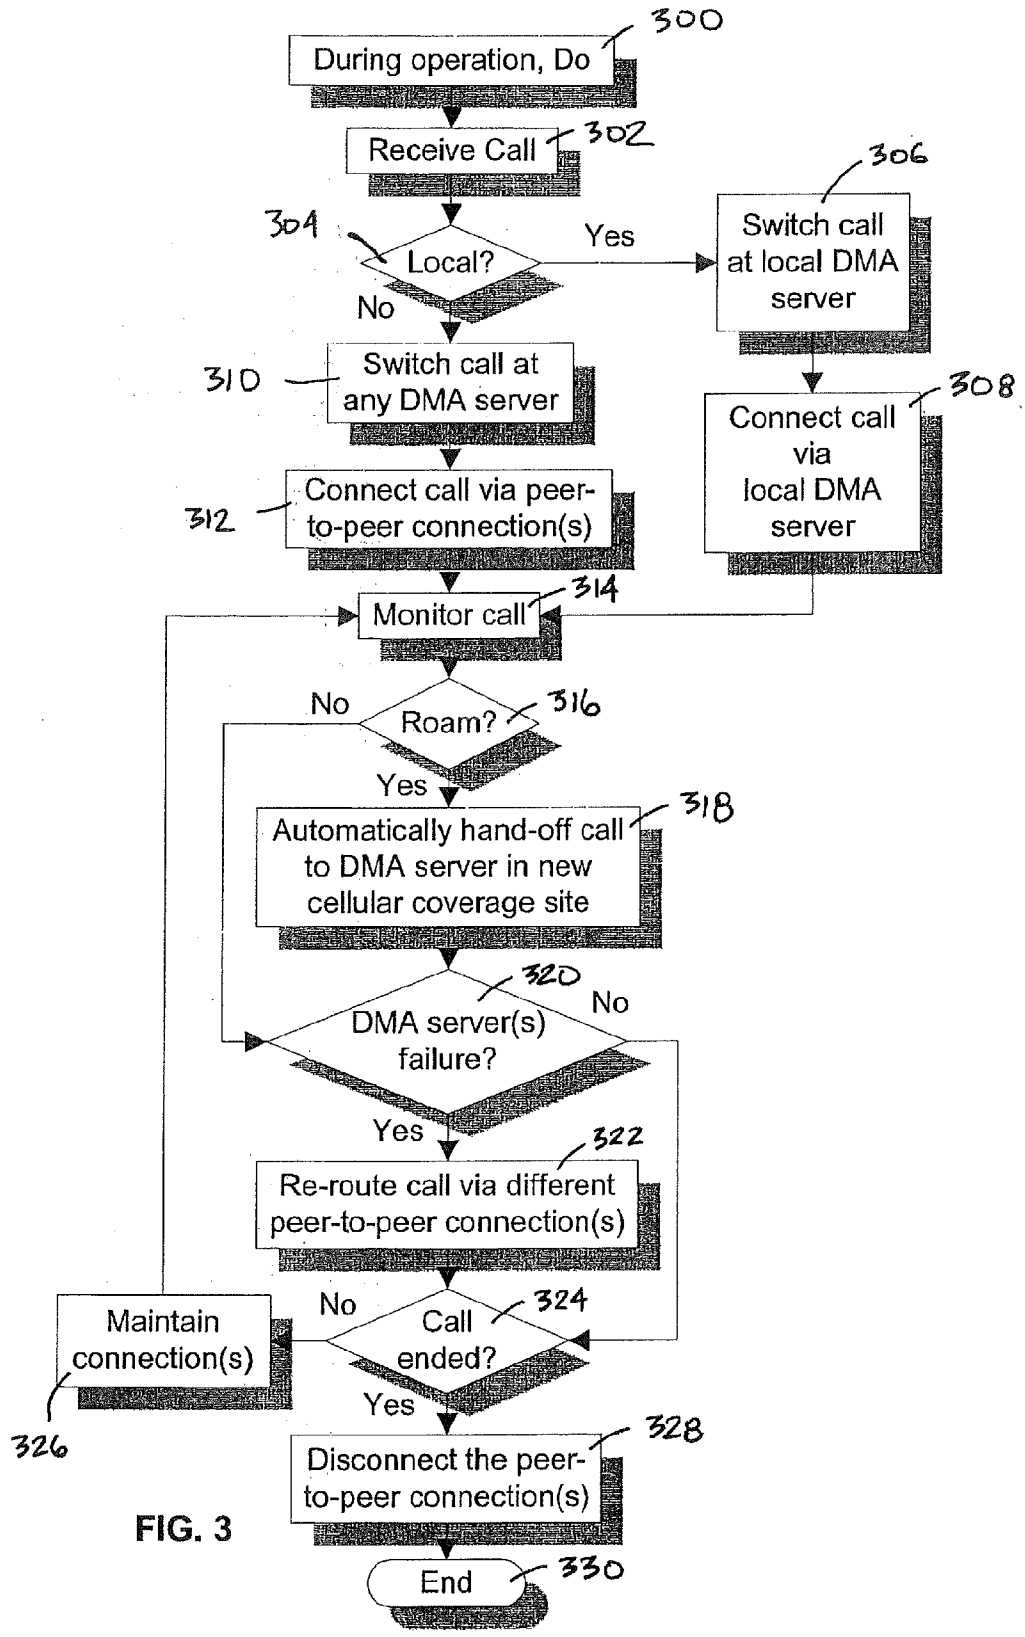 300
During operation, Do
302
Receive Call
304
Local?
Yes
No
306
Switch call
at local DMA
server
310
Switch call at
any DMA server
308
Connect call
via
local DMA
server
312
Connect call via peer-
to-peer connection(s)
314
Monitor call
316
Roam?
No
Yes
318
Automatically hand-off call
to DMA server in new
cellular coverage site
320
DMA server(s)
failure?
No
Yes
322
Re-route call via different
peer-to-peer connection(s)
324
Call
ended?
No
Yes
Maintain
connection(s)
326
328
Disconnect the peer-
to-peer connection(s)
FIG. 3
End
330